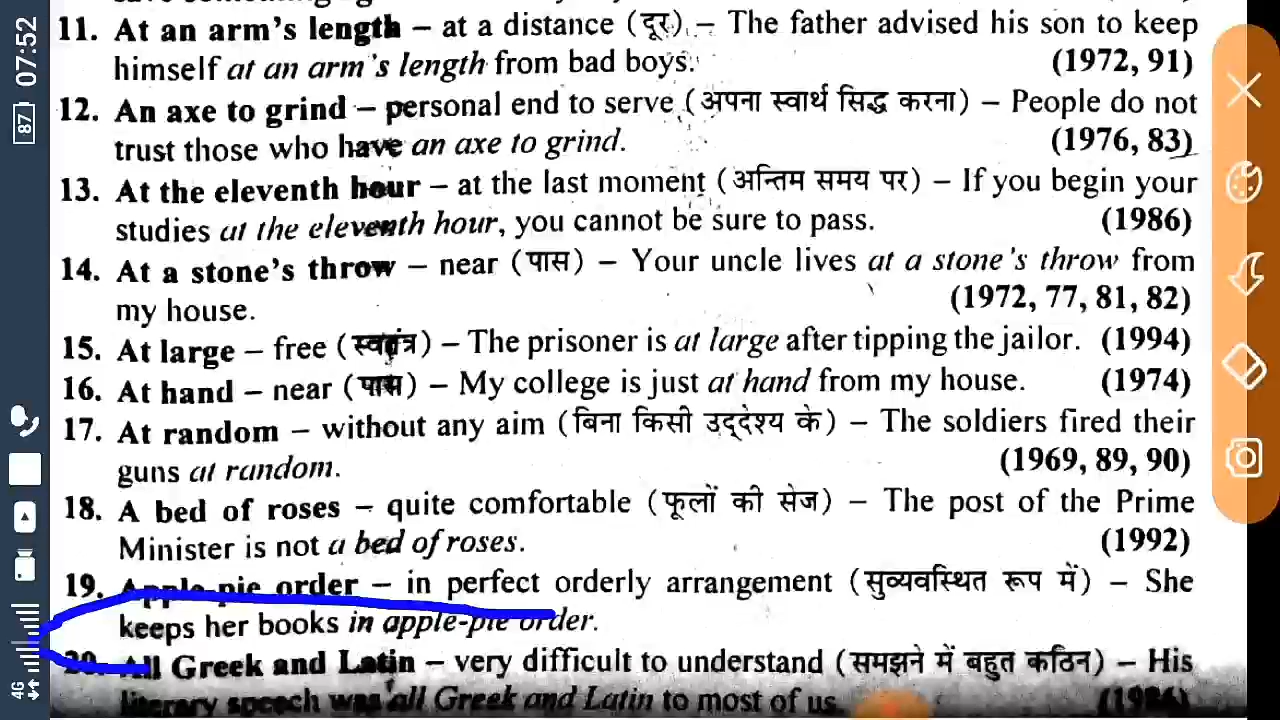 11. At an arm's length – at a distance (दूर) – The father advised his son to keep
himself at an arm's length from bad boys. (1972, 91)
12. An axe to grind – personal end to serve (अपना स्वार्थ सिद्ध करना) – People do not
trust those who have an axe to grind. (1976, 83)
13. At the eleventh hour – at the last moment (अन्तिम समय पर) – If you begin your
studies at the eleventh hour, you cannot be sure to pass. (1986)
14. At a stone's throw – near (पास) – Your uncle lives at a stone's throw from
my house. (1972, 77, 81, 82)
15. At large – free (स्वतंत्र) – The prisoner is at large after tipping the jailor. (1994)
16. At hand – near (पास) – My college is just at hand from my house. (1974)
17. At random – without any aim (बिना किसी उद्देश्य के) – The soldiers fired their
guns at random. (1969, 89, 90)
18. A bed of roses – quite comfortable (फूलों की सेज) – The post of the Prime
Minister is not a bed of roses. (1992)
19. Apple-pie order – in perfect orderly arrangement (सुव्यवस्थित रूप में) – She
keeps her books in apple-pie order.
20. All Greek and Latin – very difficult to understand (समझने में बहुत कठिन) – His
literary speech was all Greek and Latin to most of us. (1986)
4G
87 07:52